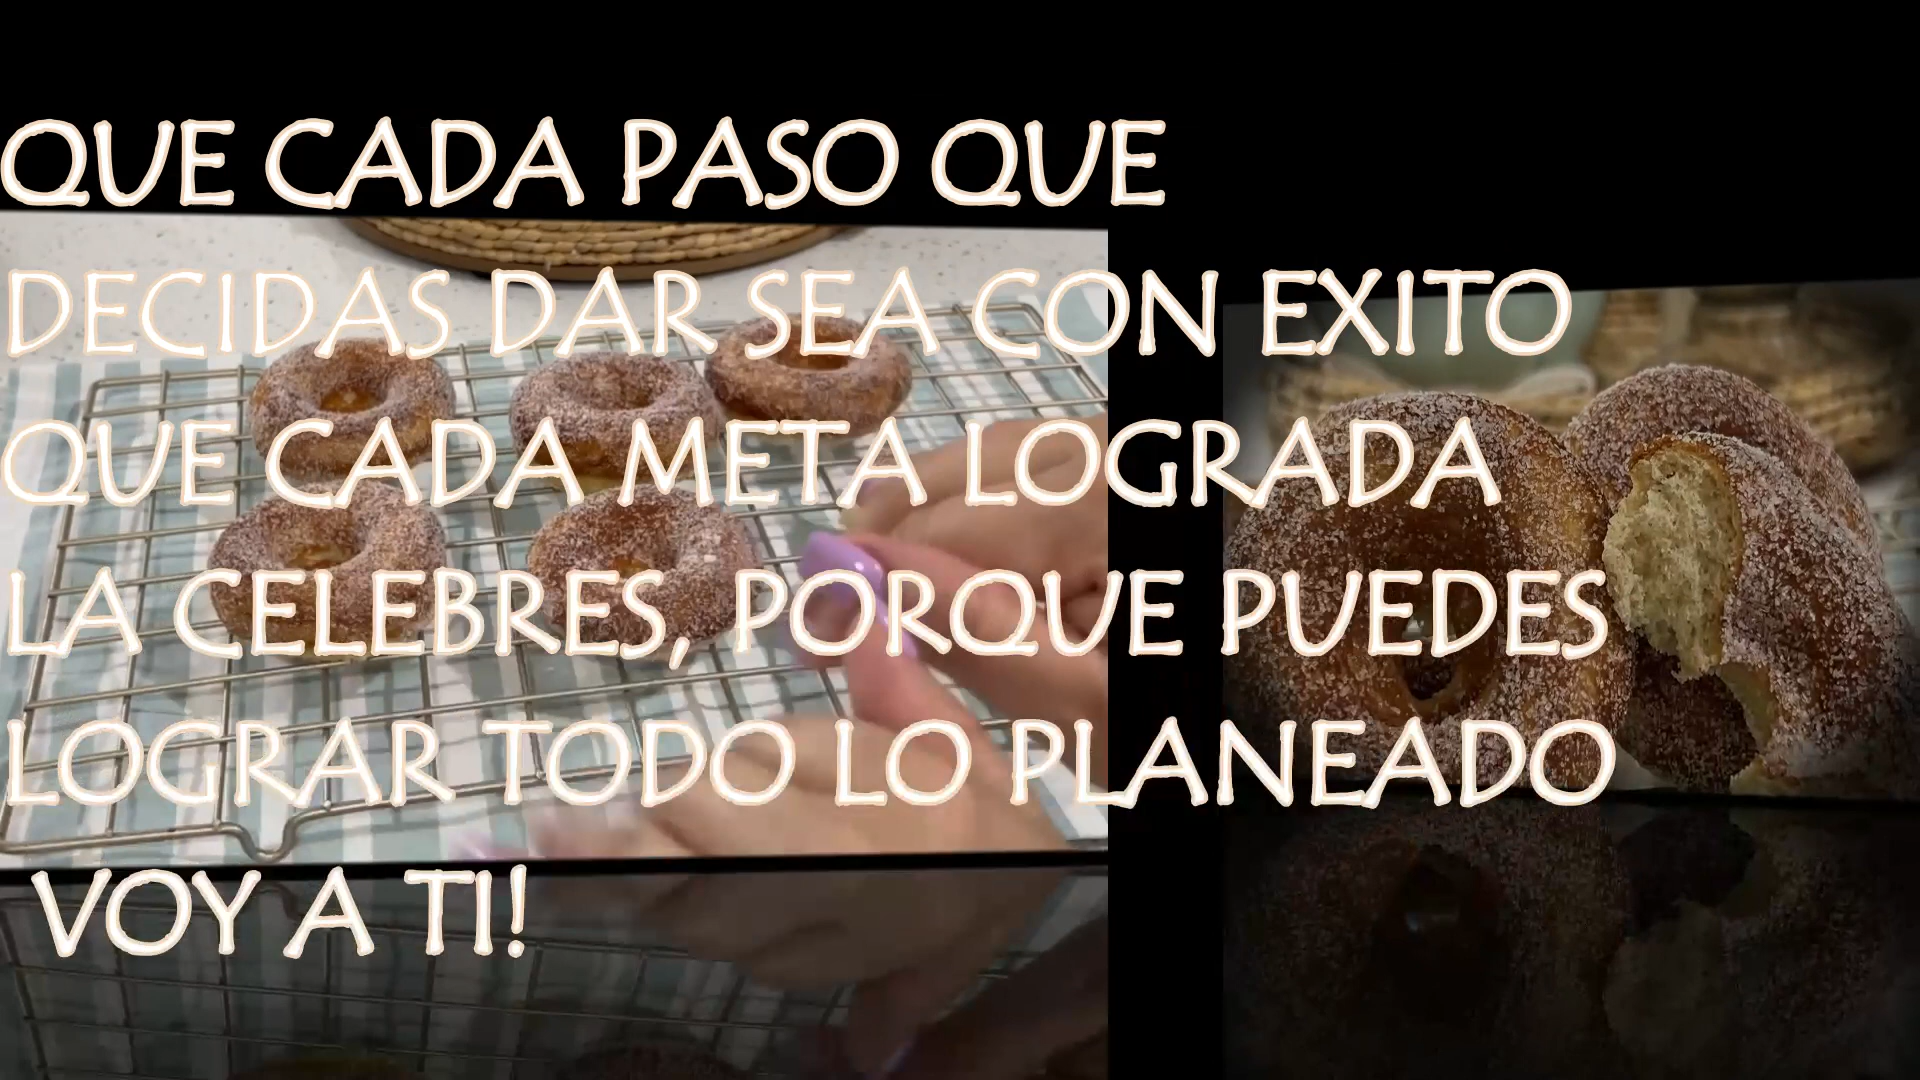 QUE CADA PASO QUE
DECIDAS DAR SEA CON EXITO
QUE CADA META LOGRADA
LA CELEBRES, PORQUE PUEDES
LOGRAR TODO LO PLANEADO
VOY A TI!